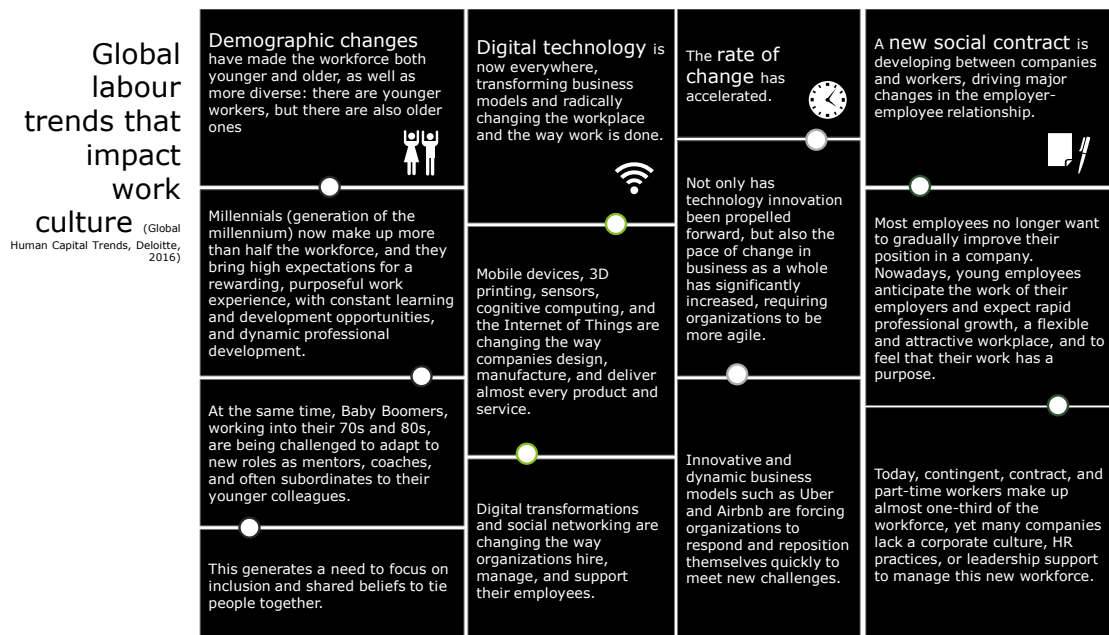 Global
labour
trends that
impact
work
culture (Global
Human Capital Trends, Deloitte,
2016)
Demographic changes
have made the workforce both
younger and older, as well as
more diverse: there are younger
workers, but there are also older
ones
Millennials (generation of the
millennium) now make up more
than half the workforce, and they
bring high expectations for a
rewarding, purposeful work
experience, with constant learning
and development opportunities,
and dynamic professional
development.
At the same time, Baby Boomers,
working into their 70s and 80s,
are being challenged to adapt to
new roles as mentors, coaches,
and often subordinates to their
younger colleagues.
This generates a need to focus on
inclusion and shared beliefs to tie
people together.
Digital technology is
now everywhere,
transforming business
models and radically
changing the workplace
and the way work is done.
Mobile devices, 3D
printing, sensors,
cognitive computing, and
the Internet of Things are
changing the way
companies design,
manufacture, and deliver
almost every product and
service.
Digital transformations
and social networking are
changing the way
organizations hire,
manage, and support
their employees.
The rate of
change has
accelerated.
Not only has
technology innovation
been propelled
forward, but also the
pace of change in
business as a whole
has significantly
increased, requiring
organizations to be
more agile.
Innovative and
dynamic business
models such as Uber
and Airbnb are forcing
organizations to
respond and reposition
themselves quickly to
meet new challenges.
A new social contract is
developing between companies
and workers, driving major
changes in the employer-
employee relationship.
Most employees no longer want
to gradually improve their
position in a company.
Nowadays, young employees
anticipate the work of their
employers and expect rapid
professional growth, a flexible
and attractive workplace, and to
feel that their work has a
purpose.
Today, contingent, contract, and
part-time workers make up
almost one-third of the
workforce, yet many companies
lack a corporate culture, HR
practices, or leadership support
to manage this new workforce.